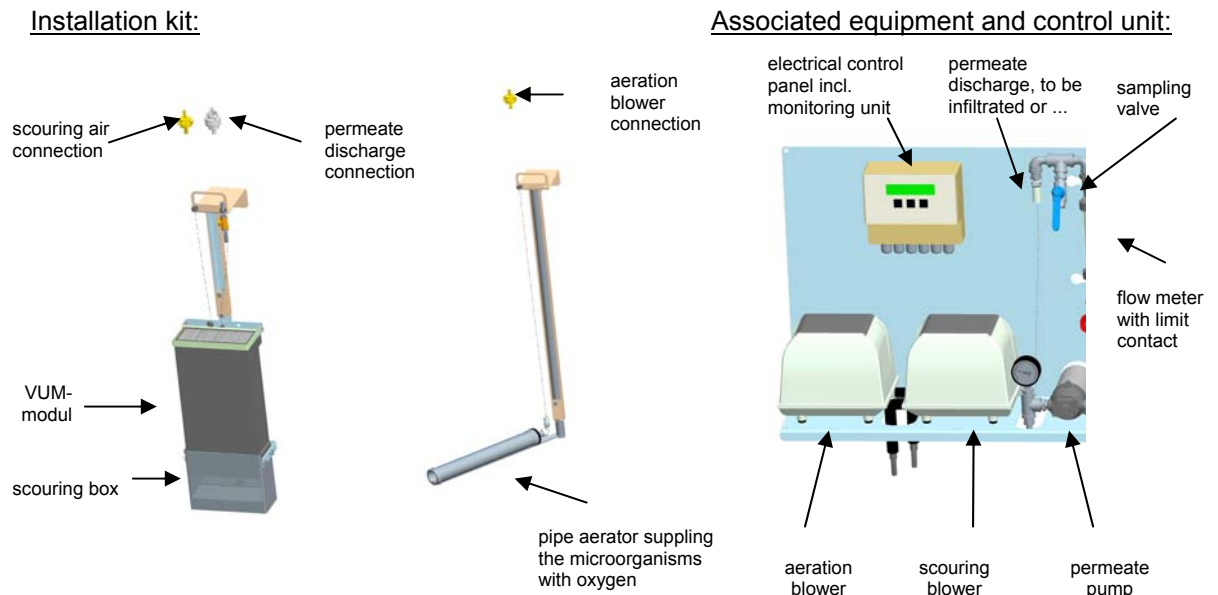 Installation kit:
Associated equipment and control unit:
scouring air
connection
permeate
discharge
connection
aeration
blower
connection
electrical control
panel incl.
monitoring unit
permeate
discharge, to be
infiltrated or ...
sampling
valve
flow meter
with limit
contact
VUM-
modul
scouring box
pipe aerator suppling
the microorganisms
with oxygen
aeration
blower
scouring
blower
permeate
pump